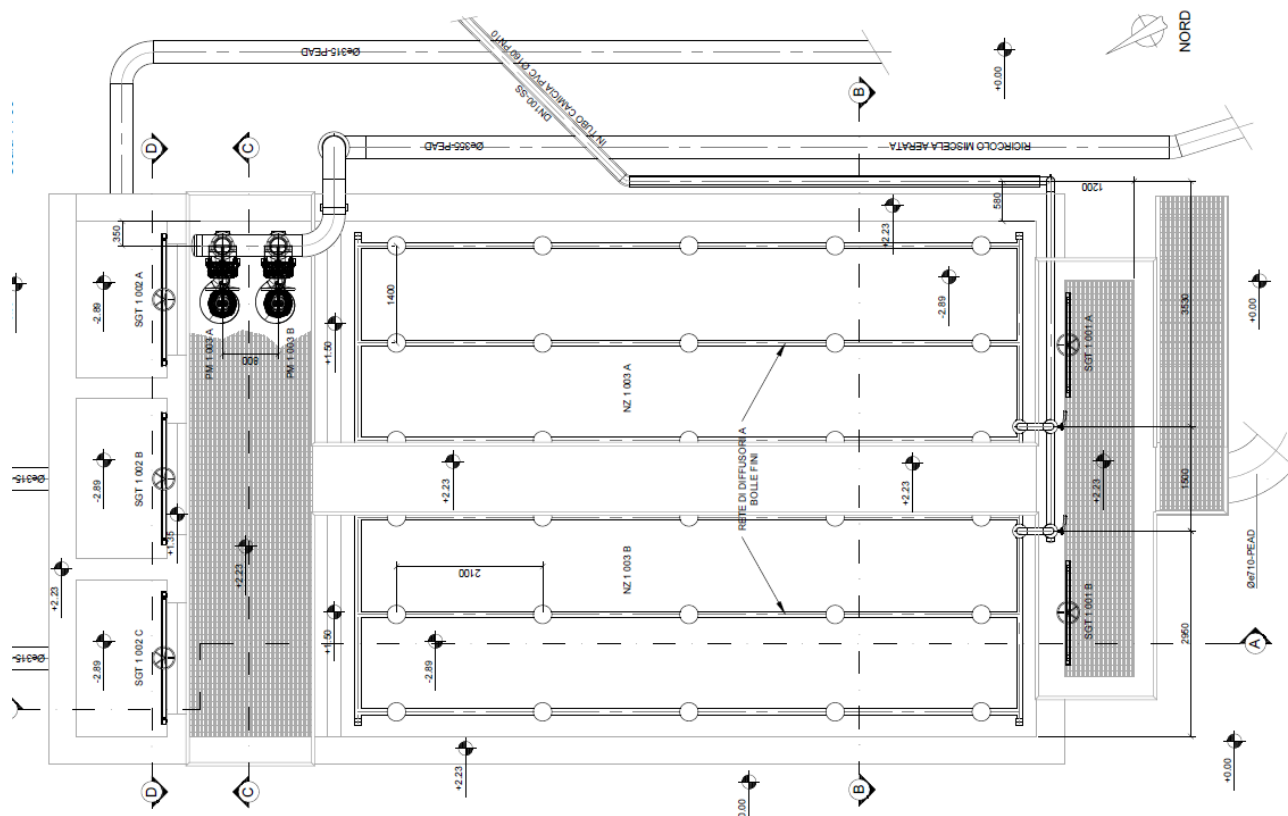 NORD
Øe315-PEAD
DN100-SS
IN TUBO CAMICIA PVC Ø160 PN10
+0.00
B
D
C
Øe355-PEAD
RICIRCOLO MISCELA AERATA
1200
580
350
+2.23
-2.89
SGT 1 002 A
PM 1 003 A
PM 1 003 B
800
+1.50
1400
-2.89
3530
+0.00
SGT 1 001 A
NZ 1 003 A
RETE DI DIFFUSORI A
BOLLE FINI
Øe315-
-2.89
SGT 1 002 B
+1.35
+2.23
+2.23
+2.23
+2.23
1500
Øe710-PEAD
+2.23
2100
NZ 1 003 B
SGT 1 001 B
+1.50
-2.89
2950
A
Øe315-
-2.89
SGT 1 002 C
+2.23
+0.00
D
C
B
0.00